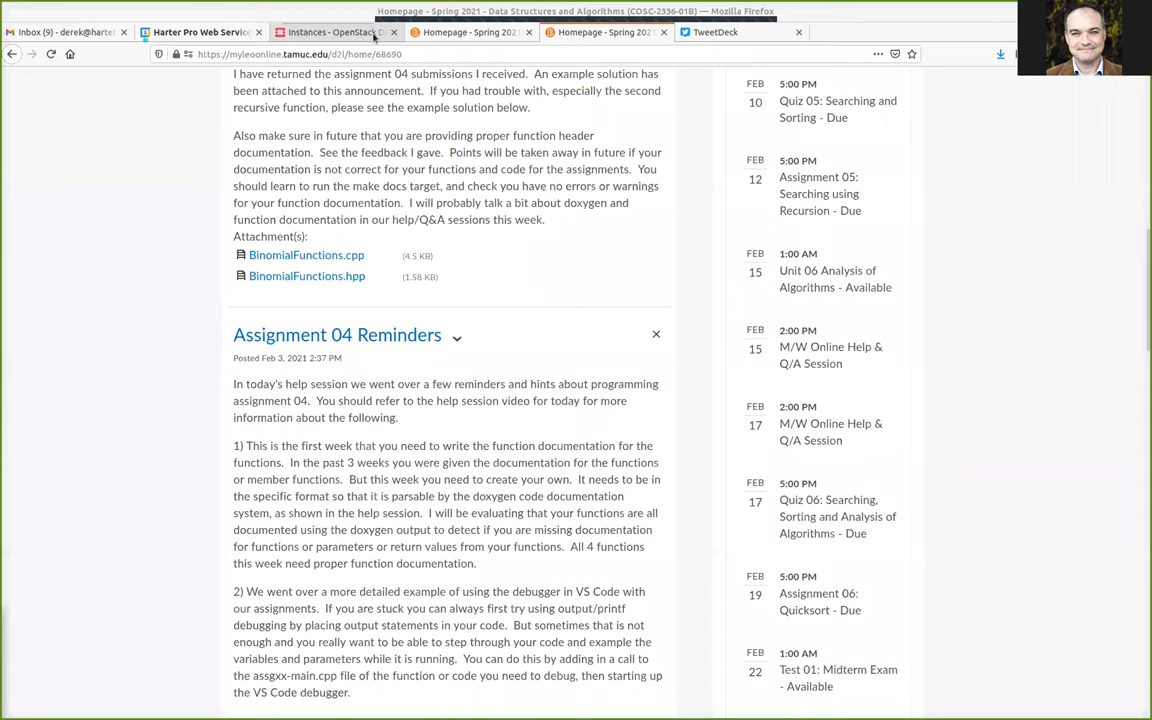 Homepage - Spring 2021 - Data Structures and Algorithms (COSC-2336-01B) — Mozilla Firefox
Inbox (9) - derek@harter
Harter Pro Web Servic
Instances - OpenStack D
Homepage - Spring 202
Homepage - Spring 202
TweetDeck
https://myleoonline.tamuc.edu/d2l/home/68690
I have returned the assignment 04 submissions I received. An example solution has
been attached to this announcement. If you had trouble with, especially the second
recursive function, please see the example solution below.
Also make sure in future that you are providing proper function header
documentation. See the feedback I gave. Points will be taken away in future if your
documentation is not correct for your functions and code for the assignments. You
should learn to run the make docs target, and check you have no errors or warnings
for your function documentation. I will probably talk a bit about doxygen and
function documentation in our help/Q&A sessions this week.
Attachment(s):
BinomialFunctions.cpp (4.5 KB)
BinomialFunctions.hpp (1.58 KB)
Assignment 04 Reminders
Posted Feb 3, 2021 2:37 PM
In today's help session we went over a few reminders and hints about programming
assignment 04. You should refer to the help session video for today for more
information about the following.
1) This is the first week that you need to write the function documentation for the
functions. In the past 3 weeks you were given the documentation for the functions
or member functions. But this week you need to create your own. It needs to be in
the specific format so that it is parsable by the doxygen code documentation
system, as shown in the help session. I will be evaluating that your functions are all
documented using the doxygen output to detect if you are missing documentation
for functions or parameters or return values from your functions. All 4 functions
this week need proper function documentation.
2) We went over a more detailed example of using the debugger in VS Code with
our assignments. If you are stuck you can always first try using output/printf
debugging by placing output statements in your code. But sometimes that is not
enough and you really want to be able to step through your code and example the
variables and parameters while it is running. You can do this by adding in a call to
the assgxx-main.cpp file of the function or code you need to debug, then starting up
the VS Code debugger.
FEB 5:00 PM
10 Quiz 05: Searching and
Sorting - Due
FEB 5:00 PM
12 Assignment 05:
Searching using
Recursion - Due
FEB 1:00 AM
15 Unit 06 Analysis of
Algorithms - Available
FEB 2:00 PM
15 M/W Online Help &
Q/A Session
FEB 2:00 PM
17 M/W Online Help &
Q/A Session
FEB 5:00 PM
17 Quiz 06: Searching,
Sorting and Analysis of
Algorithms - Due
FEB 5:00 PM
19 Assignment 06:
Quicksort - Due
FEB 1:00 AM
22 Test 01: Midterm Exam
- Available